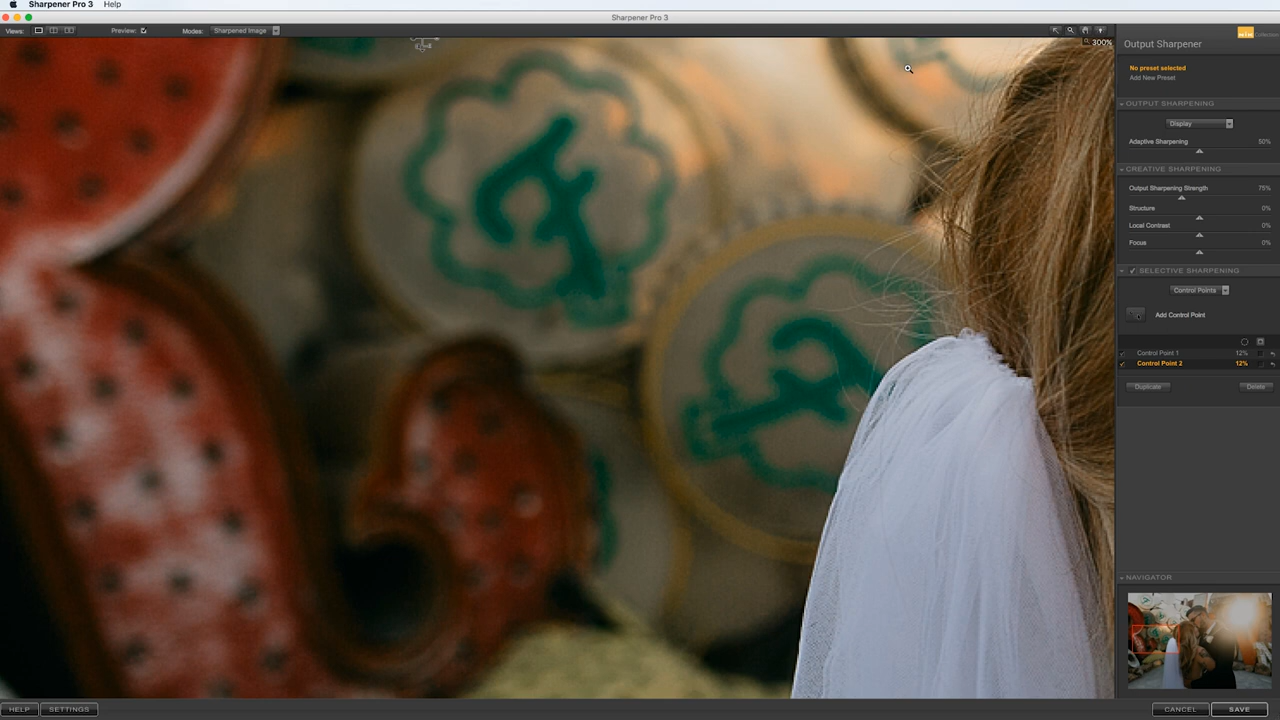 Sharpener Pro 3 Help
Sharpener Pro 3
Views: Preview: Modes: Sharpened Image
300%
Output Sharpener
No preset selected
Add New Preset
OUTPUT SHARPENING
Display
Adaptive Sharpening 50%
CREATIVE SHARPENING
Output Sharpening Strength 75%
Structure 0%
Local Contrast 0%
Focus 0%
SELECTIVE SHARPENING
Control Points
Add Control Point
Control Point 1 12%
Control Point 2 12%
Duplicate Delete
NAVIGATOR
HELP SETTINGS CANCEL SAVE